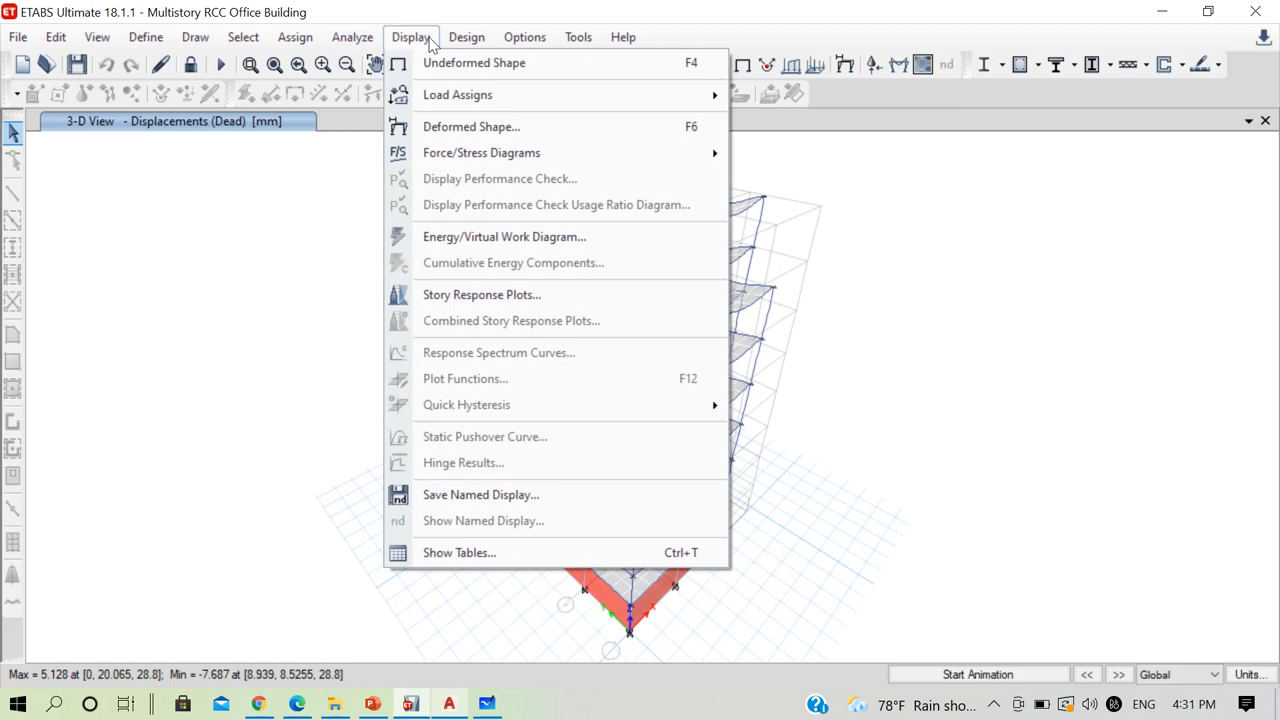 ETABS Ultimate 18.1.1 - Multistory RCC Office Building
File Edit View Define Draw Select Assign Analyze Display Design Options Tools Help
nd
3-D View - Displacements (Dead) [mm]
Undeformed Shape F4
Load Assigns
Deformed Shape... F6
F/S Force/Stress Diagrams
Display Performance Check...
Display Performance Check Usage Ratio Diagram...
Energy/Virtual Work Diagram...
Cumulative Energy Components...
Story Response Plots...
Combined Story Response Plots...
Response Spectrum Curves...
Plot Functions... F12
Quick Hysteresis
Static Pushover Curve...
Hinge Results...
nd Save Named Display...
nd Show Named Display...
Show Tables... Ctrl+T
Max = 5.128 at [0, 20.065, 28.8]; Min = -7.687 at [8.939, 8.5255, 28.8] Start Animation << >> Global Units...
78°F Rain sho... ENG 4:31 PM